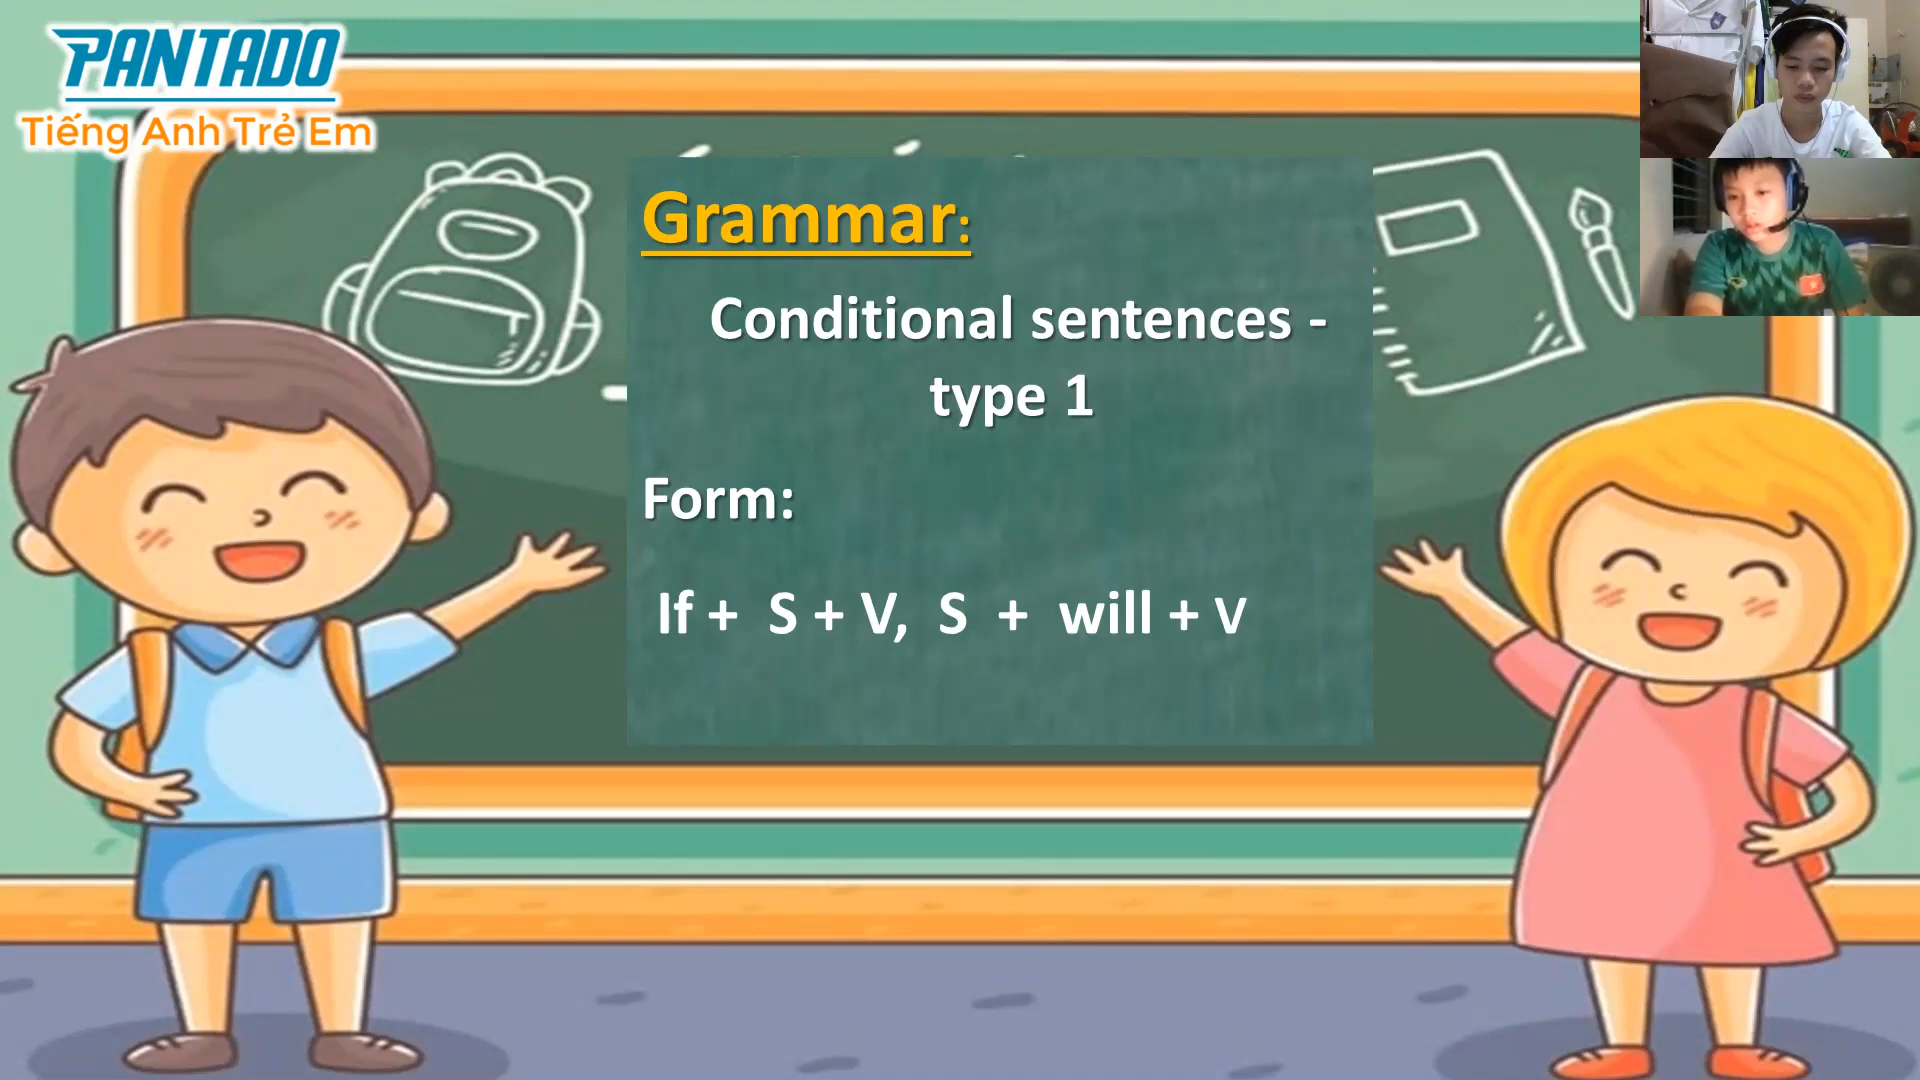 PANTADO
Tiếng Anh Trẻ Em
Grammar:
Conditional sentences -
type 1
Form:
If + S + V, S + will + V